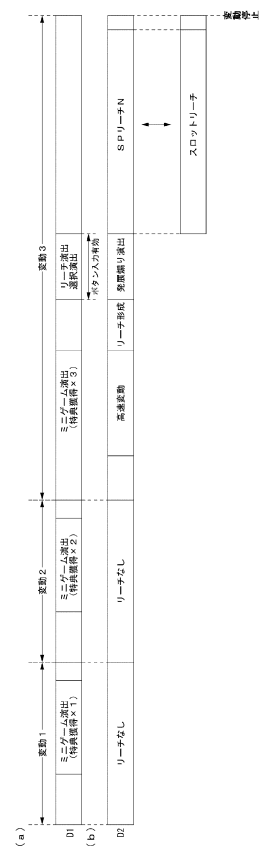 (a)
変動1
変動2
変動3
D1
ミニゲーム演出
(特典獲得×1)
ミニゲーム演出
(特典獲得×2)
ミニゲーム演出
(特典獲得×3)
リーチ演出
選択演出
ボタン入力有効
(b)
D2
リーチなし
リーチなし
高速変動
リーチ形成
発展煽り演出
SPリーチN
スロットリーチ
変動停止